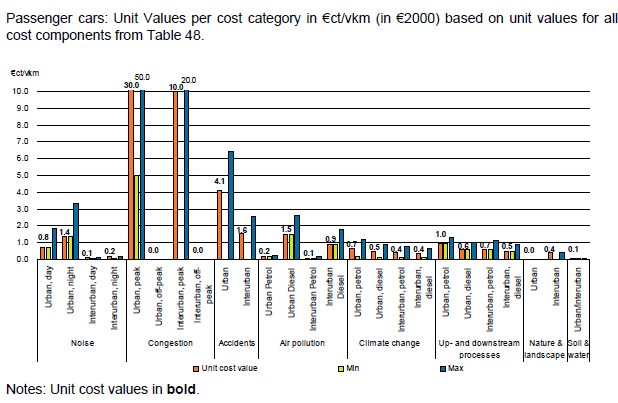 Passenger cars: Unit Values per cost category in €ct/vkm (in €2000) based on unit values for all
cost components from Table 48.
€ct/vkm
50.0 20.0
30.0 10.0
10.0
9.0
8.0
7.0
6.0
5.0
4.0
3.0
2.0
1.0
0.0
0.8 1.4 0.1 0.2 0.0 0.0 4.1 1.6 0.2 1.5 0.1 0.9 0.7 0.5 0.4 0.4 1.0 0.6 0.7 0.5 0.0 0.4 0.1
Urban, day
Urban, night
Interurban, day
Interurban, night
Urban, peak
Urban, off-peak
Interurban, peak
Interurban, off-
peak
Urban
Interurban
Urban Petrol
Urban Diesel
Interurban Petrol
Interurban
Diesel
Urban, petrol
Urban, diesel
Interurban, petrol
Interurban,
diesel
Urban, petrol
Urban, diesel
Interurban, petrol
Interurban,
diesel
Urban
Interurban
Urban/Interurban
Noise
Congestion
Accidents
Air pollution
Climate change
Up- and downstream
processes
Nature &
landscape
Soil &
water
Unit cost value
Min
Max
Notes: Unit cost values in bold.